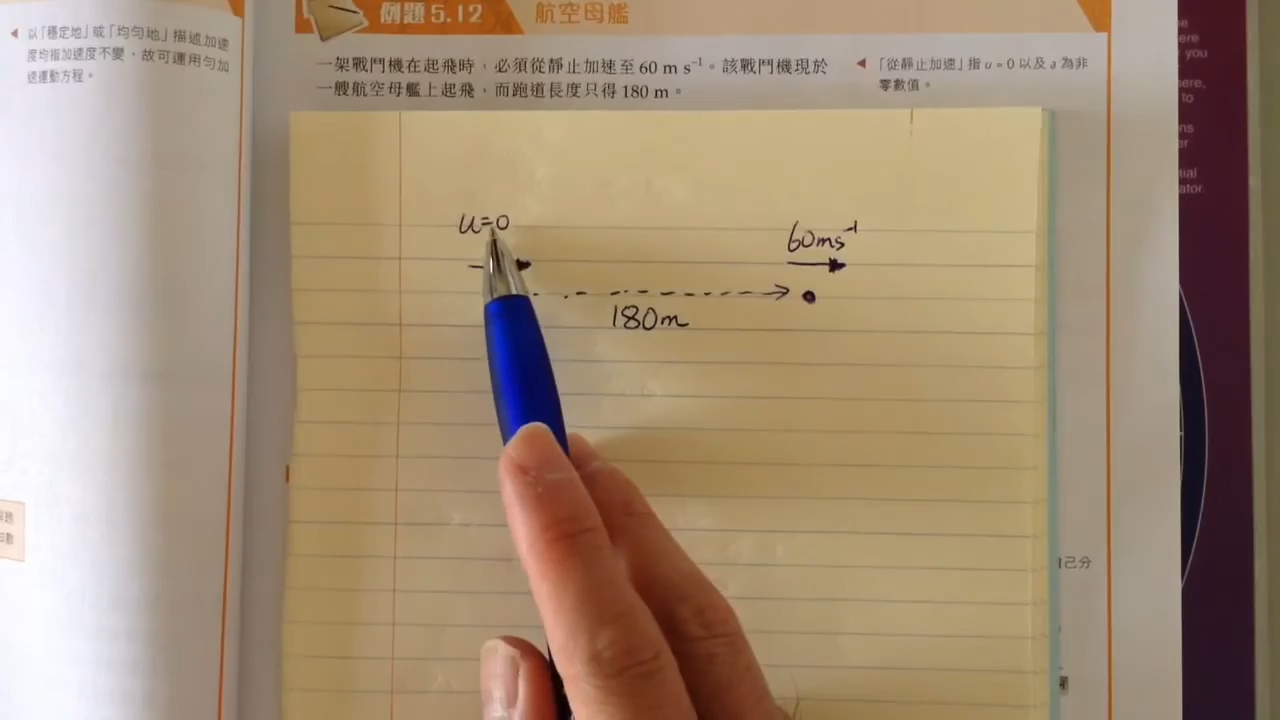 以「穩定地」或「均勻地」描述加速
度均指加速度不變，故可運用勻加
速運動方程。
例題 5.12 航空母艦
一架戰鬥機在起飛時，必須從靜止加速至 60 m s⁻¹。該戰鬥機現於
一艘航空母艦上起飛，而跑道長度只得 180 m。
「從靜止加速」指 u = 0 以及 a 為非
零數值。
u=0
60ms⁻¹
180m
自己分
you
to